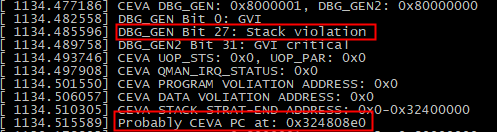 [ 1134.477186] CEVA DBG_GEN: 0x8000001, DBG_GEN2: 0x80000000
[ 1134.482558] DBG_GEN Bit 0: GVI
[ 1134.485596] DBG_GEN Bit 27: Stack violation
[ 1134.489758] DBG_GEN2 Bit 31: GVI critical
[ 1134.493746] CEVA UOP_STS: 0x0, UOP_PAR: 0x0
[ 1134.497908] CEVA QMAN_IRQ_STATUS: 0x0
[ 1134.501550] CEVA PROGRAM VOLIATION ADDRESS: 0x0
[ 1134.506057] CEVA DATA VOLIATION ADDRESS: 0x0
[ 1134.510305] CEVA STACK STRAT-END ADDRESS: 0x0-0x32400000
[ 1134.515589] Probably CEVA PC at: 0x324808e0